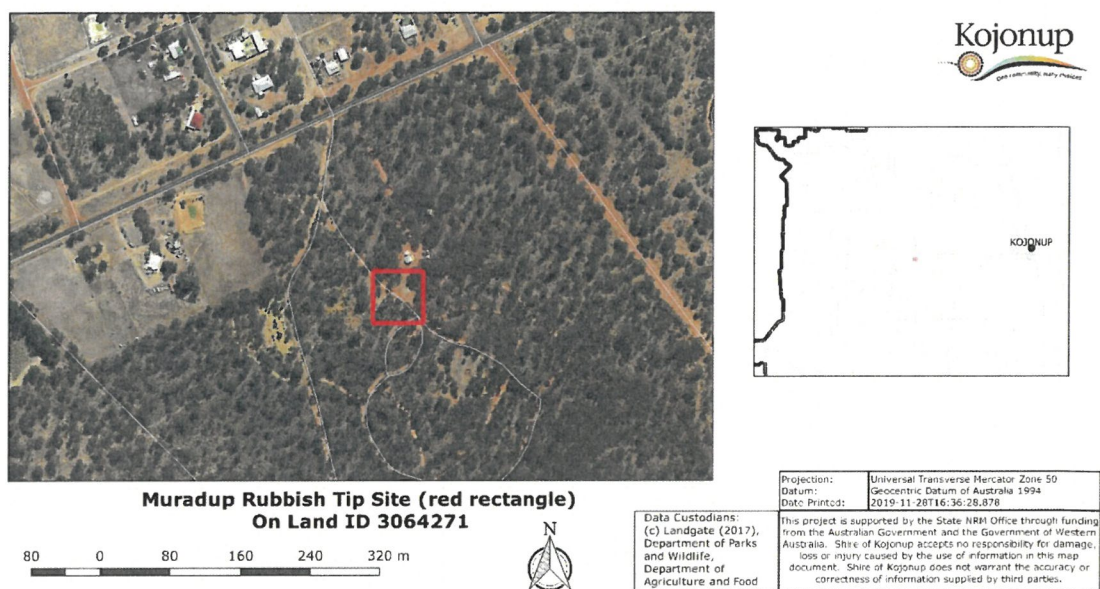 Kojonup
One community, many choices
KOJONUP
Muradup Rubbish Tip Site (red rectangle)
On Land ID 3064271
80 0 80 160 240 320 m
N
Data Custodians:
(c) Landgate (2017),
Department of Parks
and Wildlife,
Department of
Agriculture and Food
Projection: Universal Transverse Mercator Zone 50
Datum: Geocentric Datum of Australia 1994
Date Printed: 2019-11-28T16:36:28.878
This project is supported by the State NRM Office through funding
from the Australian Government and the Government of Western
Australia. Shire of Kojonup accepts no responsibility for damage,
loss or injury caused by the use of information in this map
document. Shire of Kojonup does not warrant the accuracy or
correctness of information supplied by third parties.